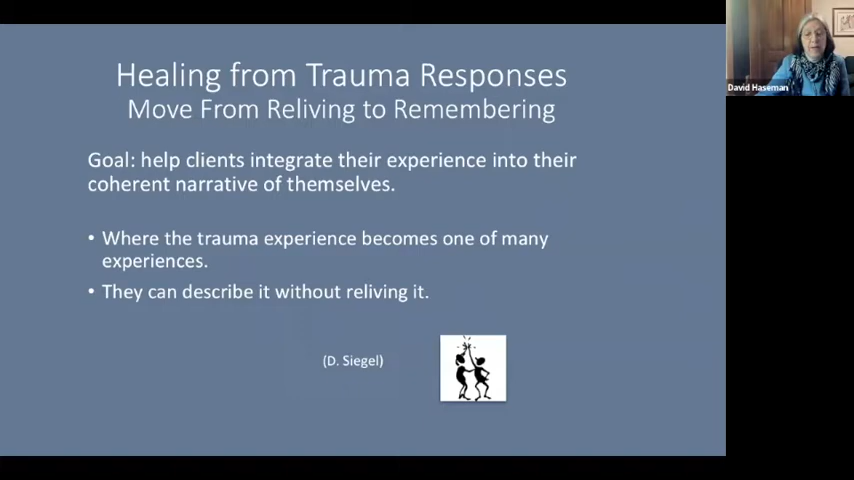 Healing from Trauma Responses
Move From Reliving to Remembering
Goal: help clients integrate their experience into their
coherent narrative of themselves.
• Where the trauma experience becomes one of many
experiences.
• They can describe it without reliving it.
(D. Siegel)
David Haseman